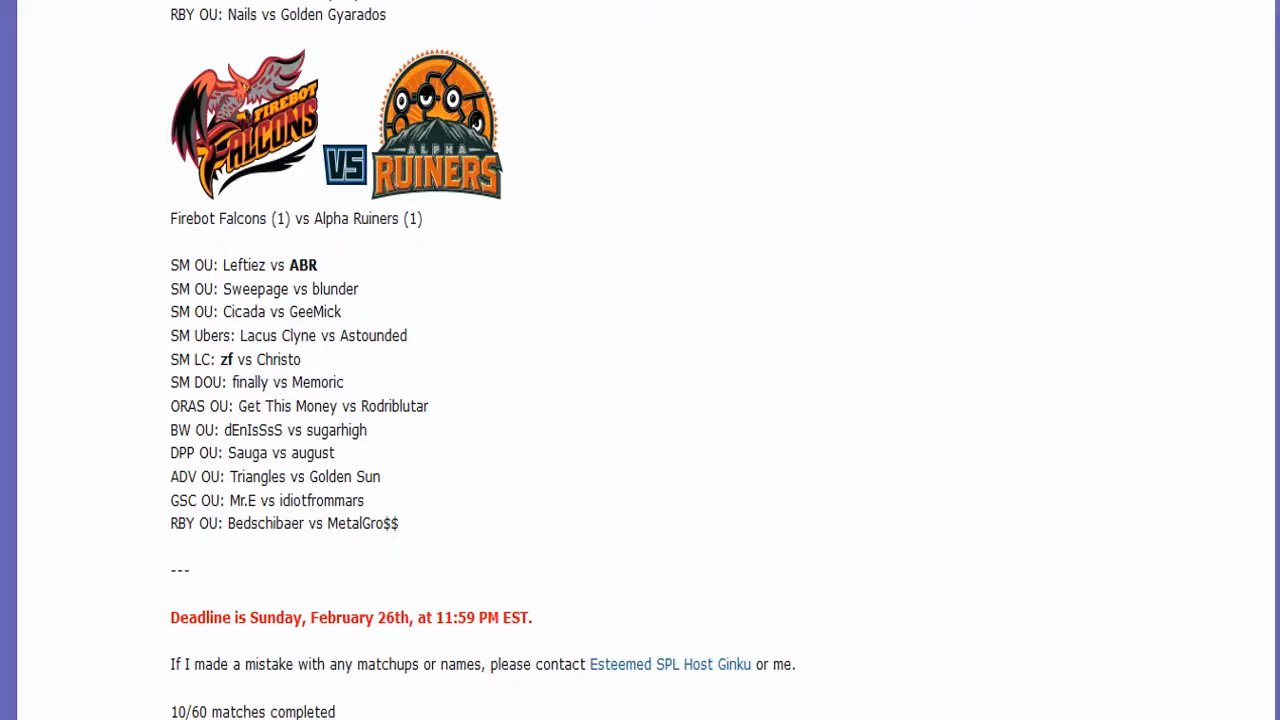 RBY OU: Nails vs Golden Gyarados
FIREBOT
FALCONS
VS
ALPHA
RUINERS
Firebot Falcons (1) vs Alpha Ruiners (1)
SM OU: Leftiez vs ABR
SM OU: Sweepage vs blunder
SM OU: Cicada vs GeeMick
SM Ubers: Lacus Clyne vs Astounded
SM LC: zf vs Christo
SM DOU: finally vs Memoric
ORAS OU: Get This Money vs Rodriblutar
BW OU: dEnIsSsS vs sugarhigh
DPP OU: Sauga vs august
ADV OU: Triangles vs Golden Sun
GSC OU: Mr.E vs idiotfrommars
RBY OU: Bedschibaer vs MetalGro$$
---
Deadline is Sunday, February 26th, at 11:59 PM EST.
If I made a mistake with any matchups or names, please contact Esteemed SPL Host Ginku or me.
10/60 matches completed